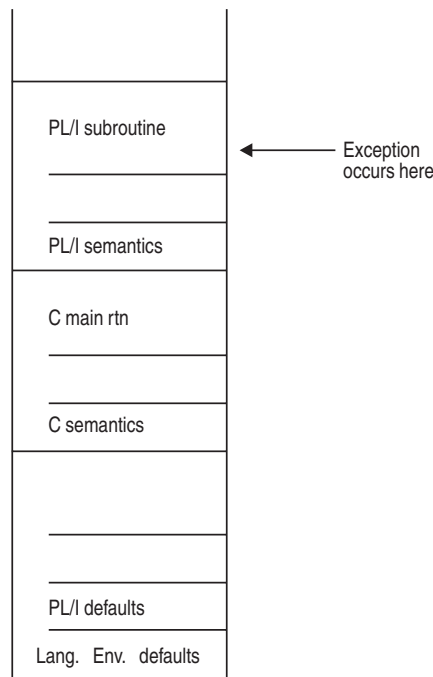 PL/I subroutine
Exception
occurs here
PL/I semantics
C main rtn
C semantics
PL/I defaults
Lang. Env. defaults